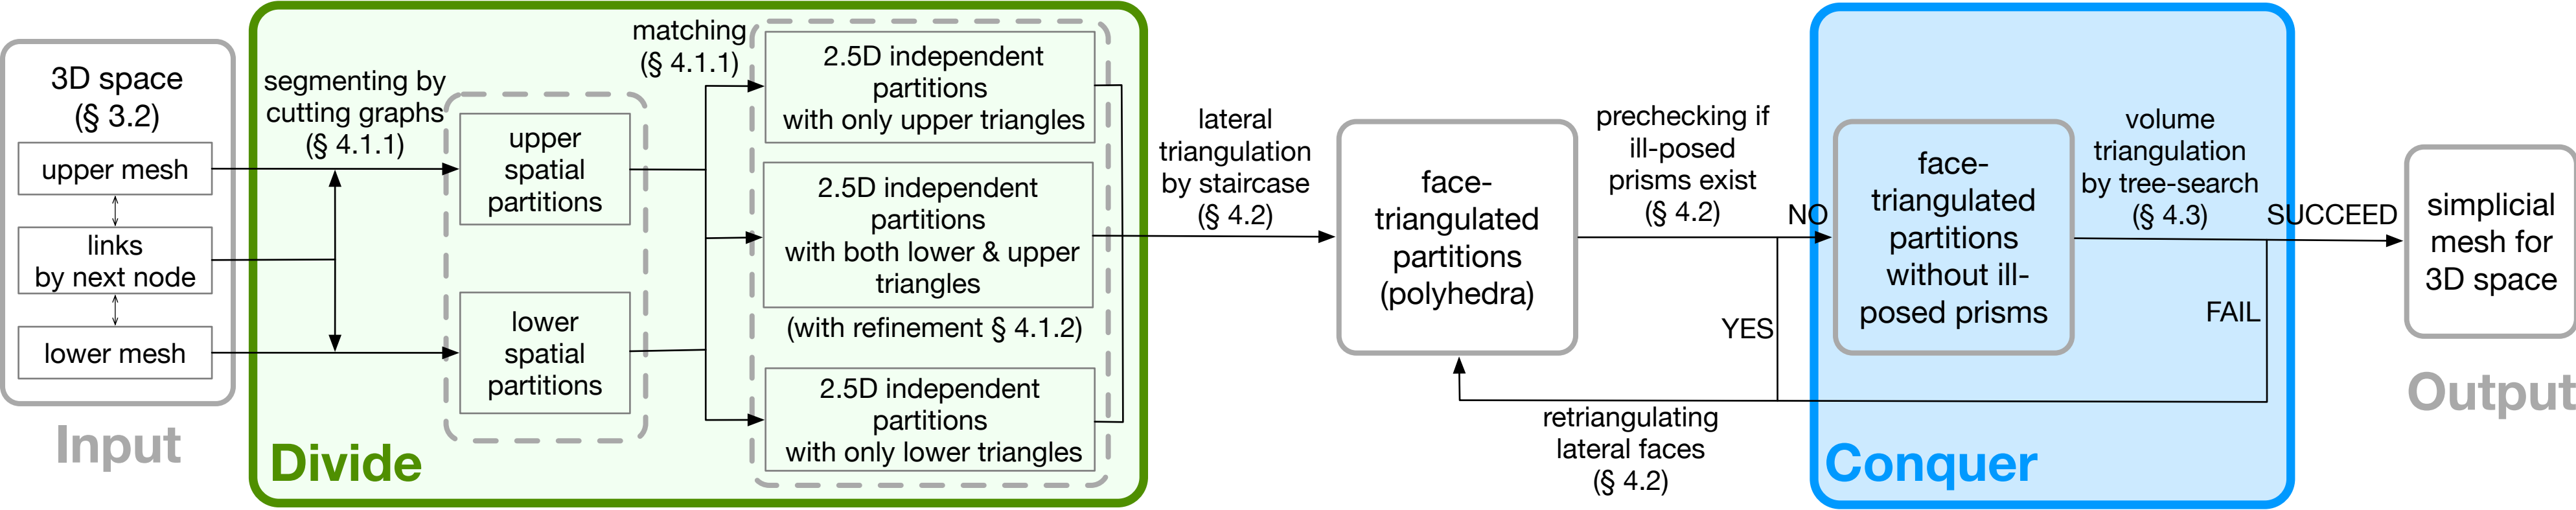 3D space
(§ 3.2)
upper mesh
links
by next node
lower mesh
Input
segmenting by
cutting graphs
(§ 4.1.1)
upper
spatial
partitions
lower
spatial
partitions
Divide
matching
(§ 4.1.1)
2.5D independent
partitions
with only upper triangles
2.5D independent
partitions
with both lower & upper
triangles
(with refinement § 4.1.2)
2.5D independent
partitions
with only lower triangles
lateral
triangulation
by staircase
(§ 4.2)
face-
triangulated
partitions
(polyhedra)
prechecking if
ill-posed
prisms exist
(§ 4.2)
NO
YES
retriangulating
lateral faces
(§ 4.2)
face-
triangulated
partitions
without ill-
posed prisms
Conquer
volume
triangulation
by tree-search
(§ 4.3)
SUCCEED
FAIL
simplicial
mesh for
3D space
Output